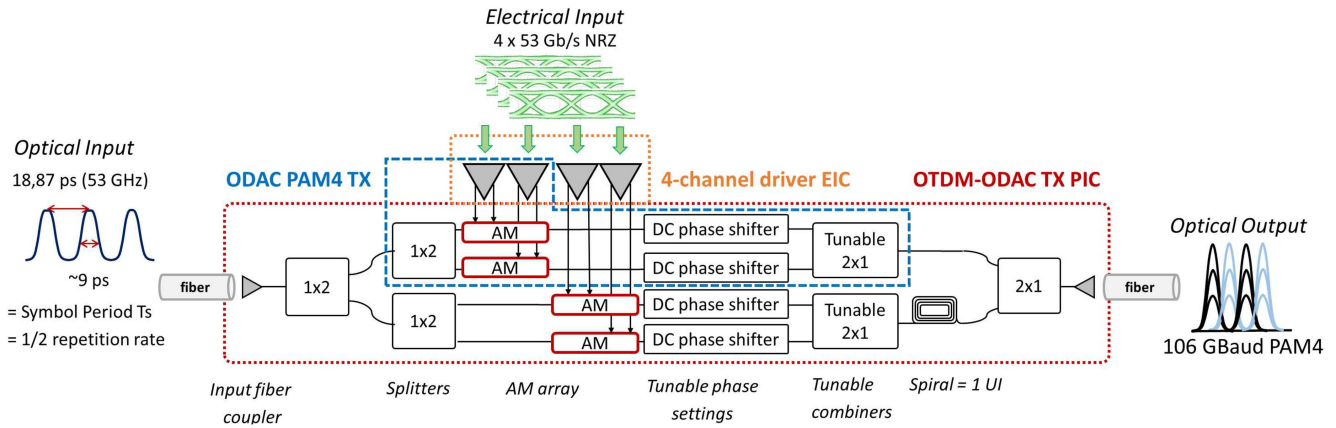 Electrical Input
4 x 53 Gb/s NRZ
Optical Input
18,87 ps (53 GHz)
~9 ps
= Symbol Period Ts
= 1/2 repetition rate
ODAC PAM4 TX
4-channel driver EIC
OTDM-ODAC TX PIC
fiber
1x2
1x2
1x2
AM
AM
AM
AM
DC phase shifter
DC phase shifter
DC phase shifter
DC phase shifter
Tunable
2x1
Tunable
2x1
2x1
fiber
Optical Output
106 GBaud PAM4
Input fiber
coupler
Splitters
AM array
Tunable phase
settings
Tunable
combiners
Spiral = 1 UI